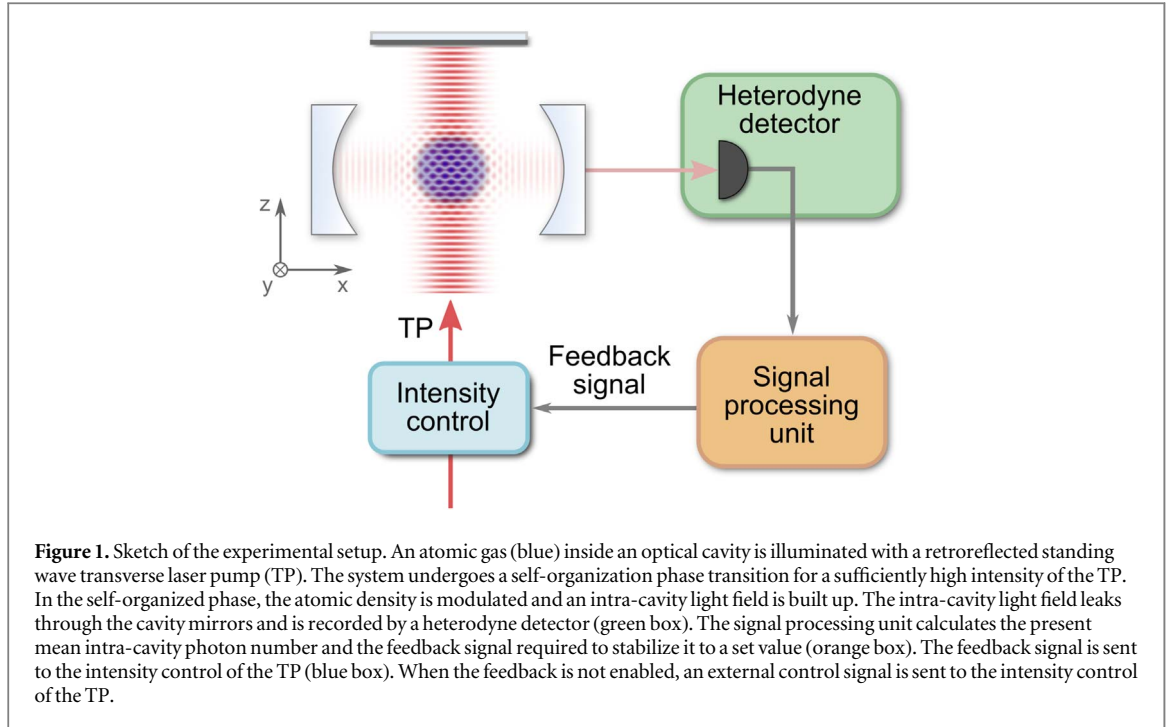 Heterodyne
detector
z
y
x
TP
Feedback
signal
Intensity
control
Signal
processing
unit
Figure 1. Sketch of the experimental setup. An atomic gas (blue) inside an optical cavity is illuminated with a retroreflected standing
wave transverse laser pump (TP). The system undergoes a self-organization phase transition for a sufficiently high intensity of the TP.
In the self-organized phase, the atomic density is modulated and an intra-cavity light field is built up. The intra-cavity light field leaks
through the cavity mirrors and is recorded by a heterodyne detector (green box). The signal processing unit calculates the present
mean intra-cavity photon number and the feedback signal required to stabilize it to a set value (orange box). The feedback signal is sent
to the intensity control of the TP (blue box). When the feedback is not enabled, an external control signal is sent to the intensity control
of the TP.